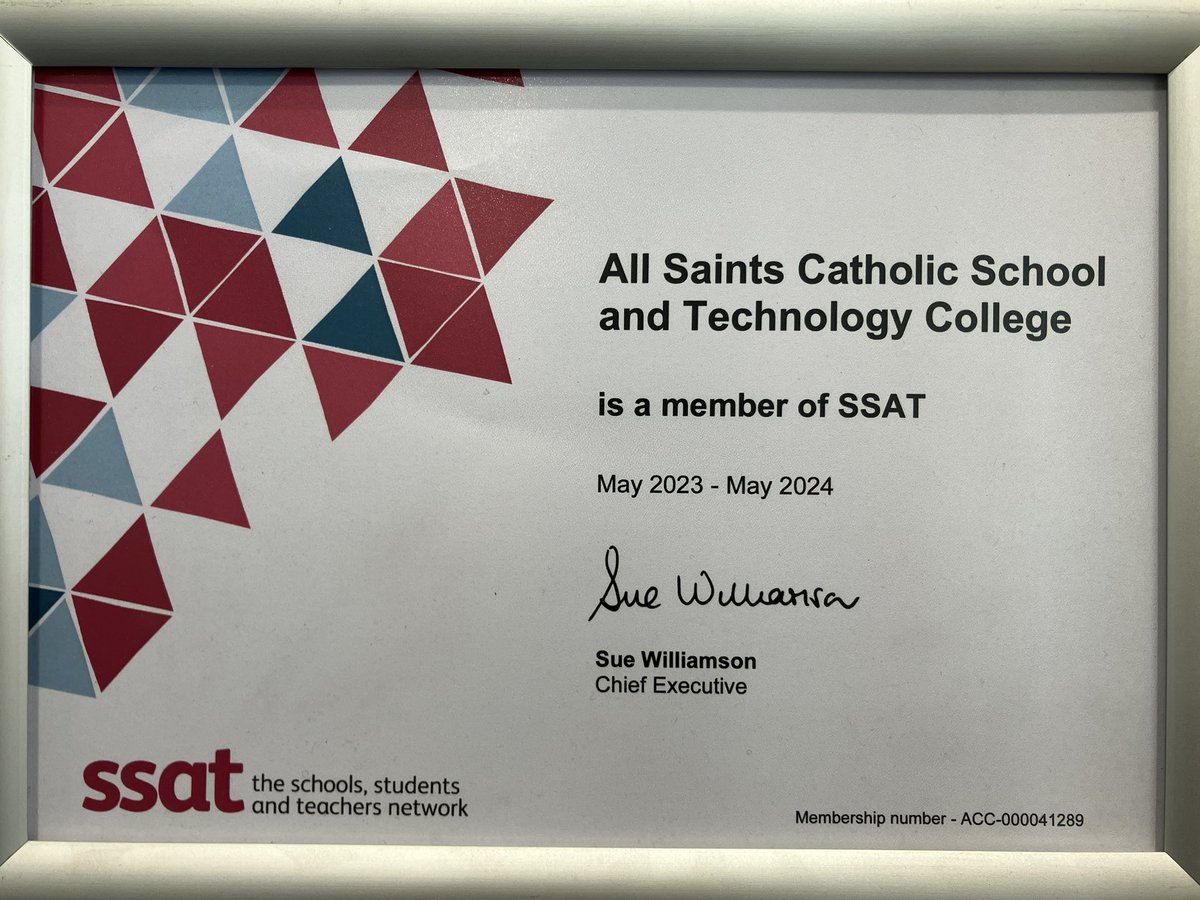 All Saints Catholic School
and Technology College
is a member of SSAT
May 2023 - May 2024
Sue Williamson
Sue Williamson
Chief Executive
ssat the schools, students
and teachers network
Membership number - ACC-000041289